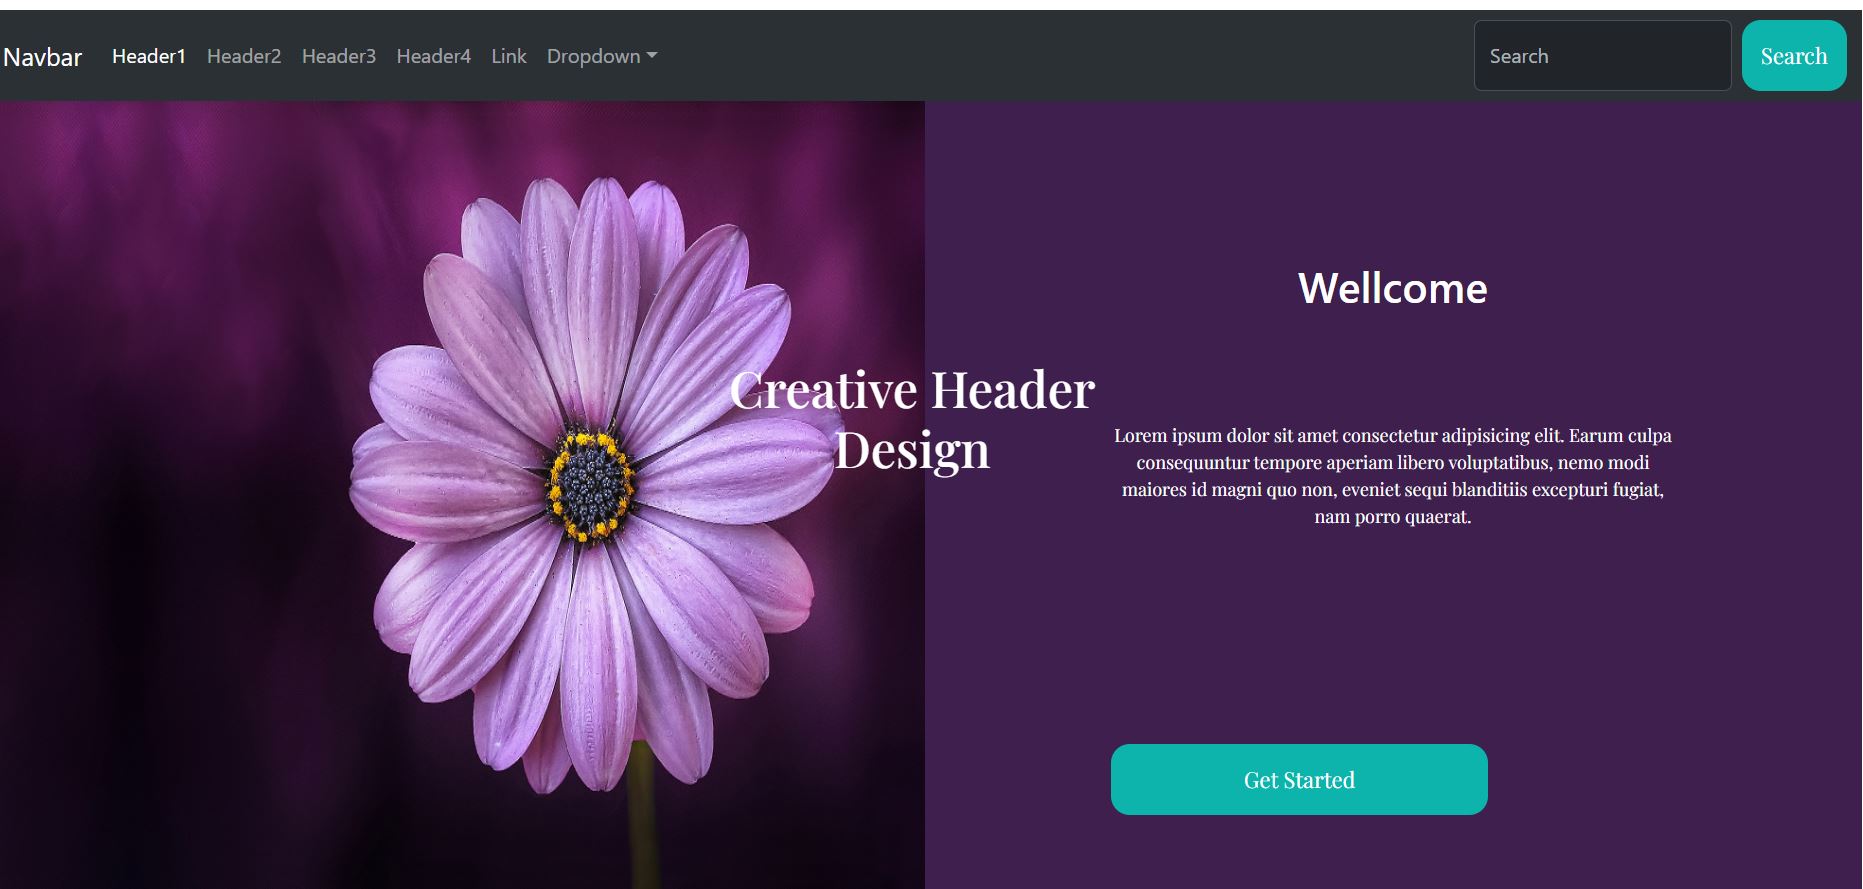 Navbar Header1 Header2 Header3 Header4 Link Dropdown Search Search
Wellcome
Creative Header
Design
Lorem ipsum dolor sit amet consectetur adipisicing elit. Earum culpa
consequuntur tempore aperiam libero voluptatibus, nemo modi
maiores id magni quo non, eveniet sequi blanditiis excepturi fugiat,
nam porro quaerat.
Get Started